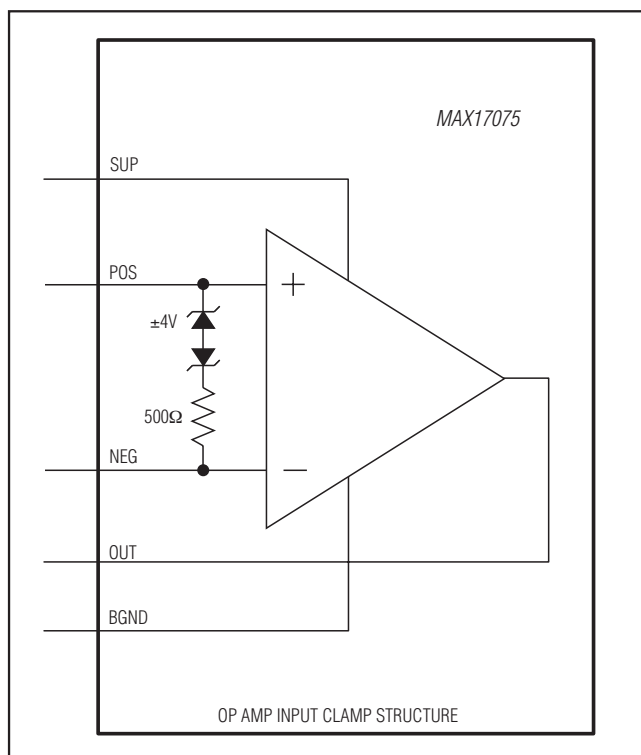 MAX17075
SUP
POS
+
±4V
500Ω
NEG
−
OUT
BGND
OP AMP INPUT CLAMP STRUCTURE